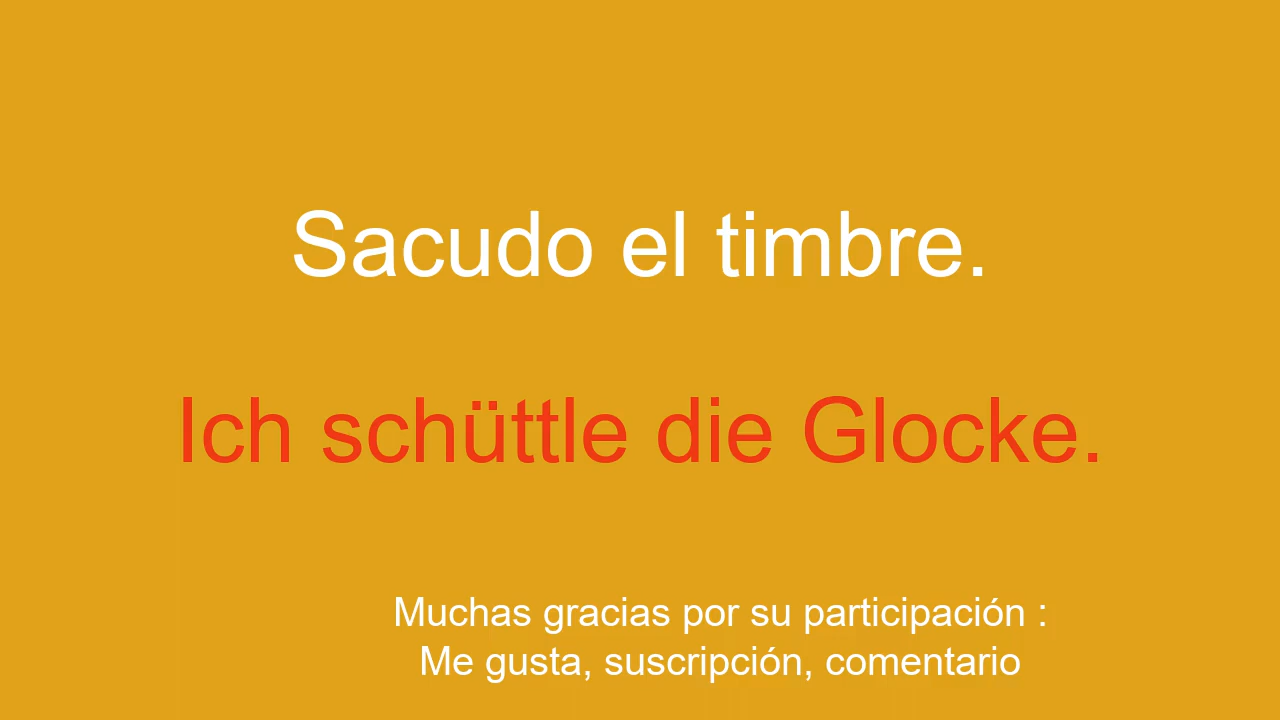 Sacudo el timbre.
Ich schüttle die Glocke.
Muchas gracias por su participación :
Me gusta, suscripción, comentario